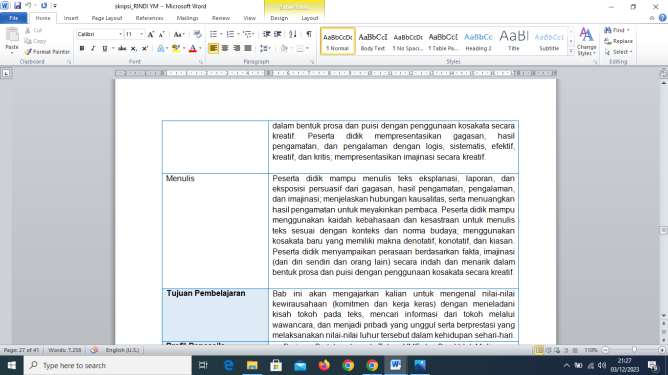 skripsi_RINDI YM - Microsoft Word
Table Tools
File Home Insert Page Layout References Mailings Review View Design Layout
Cut
Copy
Format Painter
Paste
Calibri 11
AaBbCcDc AaBbCcI AaBbCcDc AaBbCcI AaBbCcI AaBbC AaBbCcI
¶ Normal Body Text ¶ No Spaci... ¶ Table Pa... Heading 2 Title Subtitle
Change Styles
Find
Replace
Select
Clipboard Font Paragraph Styles Editing
dalam bentuk prosa dan puisi dengan penggunaan kosakata secara
kreatif. Peserta didik mempresentasikan gagasan, hasil
pengamatan, dan pengalaman dengan logis, sistematis, efektif,
kreatif, dan kritis; mempresentasikan imajinasi secara kreatif.
Menulis
Peserta didik mampu menulis teks eksplanasi, laporan, dan
eksposisi persuasif dari gagasan, hasil pengamatan, pengalaman,
dan imajinasi; menjelaskan hubungan kausalitas, serta menuangkan
hasil pengamatan untuk meyakinkan pembaca. Peserta didik mampu
menggunakan kaidah kebahasaan dan kesastraan untuk menulis
teks sesuai dengan konteks dan norma budaya; menggunakan
kosakata baru yang memiliki makna denotatif, konotatif, dan kiasan.
Peserta didik menyampaikan perasaan berdasarkan fakta, imajinasi
(dari diri sendiri dan orang lain) secara indah dan menarik dalam
bentuk prosa dan puisi dengan penggunaan kosakata secara kreatif.
Tujuan Pembelajaran
Bab ini akan mengajarkan kalian untuk mengenal nilai-nilai
kewirausahaan (komitmen dan kerja keras) dengan meneladani
kisah tokoh pada teks, mencari informasi dari tokoh melalui
wawancara, dan menjadi pribadi yang unggul serta berprestasi yang
melaksanakan nilai-nilai luhur tersebut dalam kehidupan sehari-hari.
Page: 27 of 41 Words: 7.258 English (U.S.) 110%
Type here to search
21:27
03/12/2023